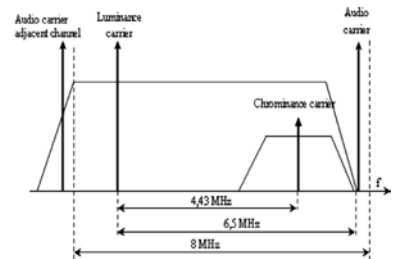 Audio carrier
adjacent channel
Luminance
carrier
Audio
carrier
Chrominance carrier
f
4,43 MHz
6,5 MHz
8 MHz